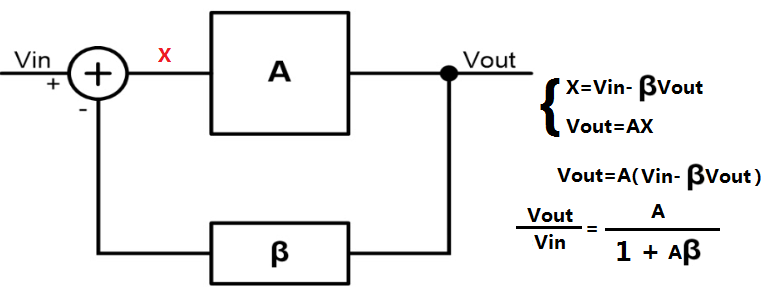 Vin
+
-
+
X
A
Vout
β
{
X=Vin- βVout
Vout=AX
Vout=A(Vin- βVout)
Vout
Vin
=
A
1 + Aβ